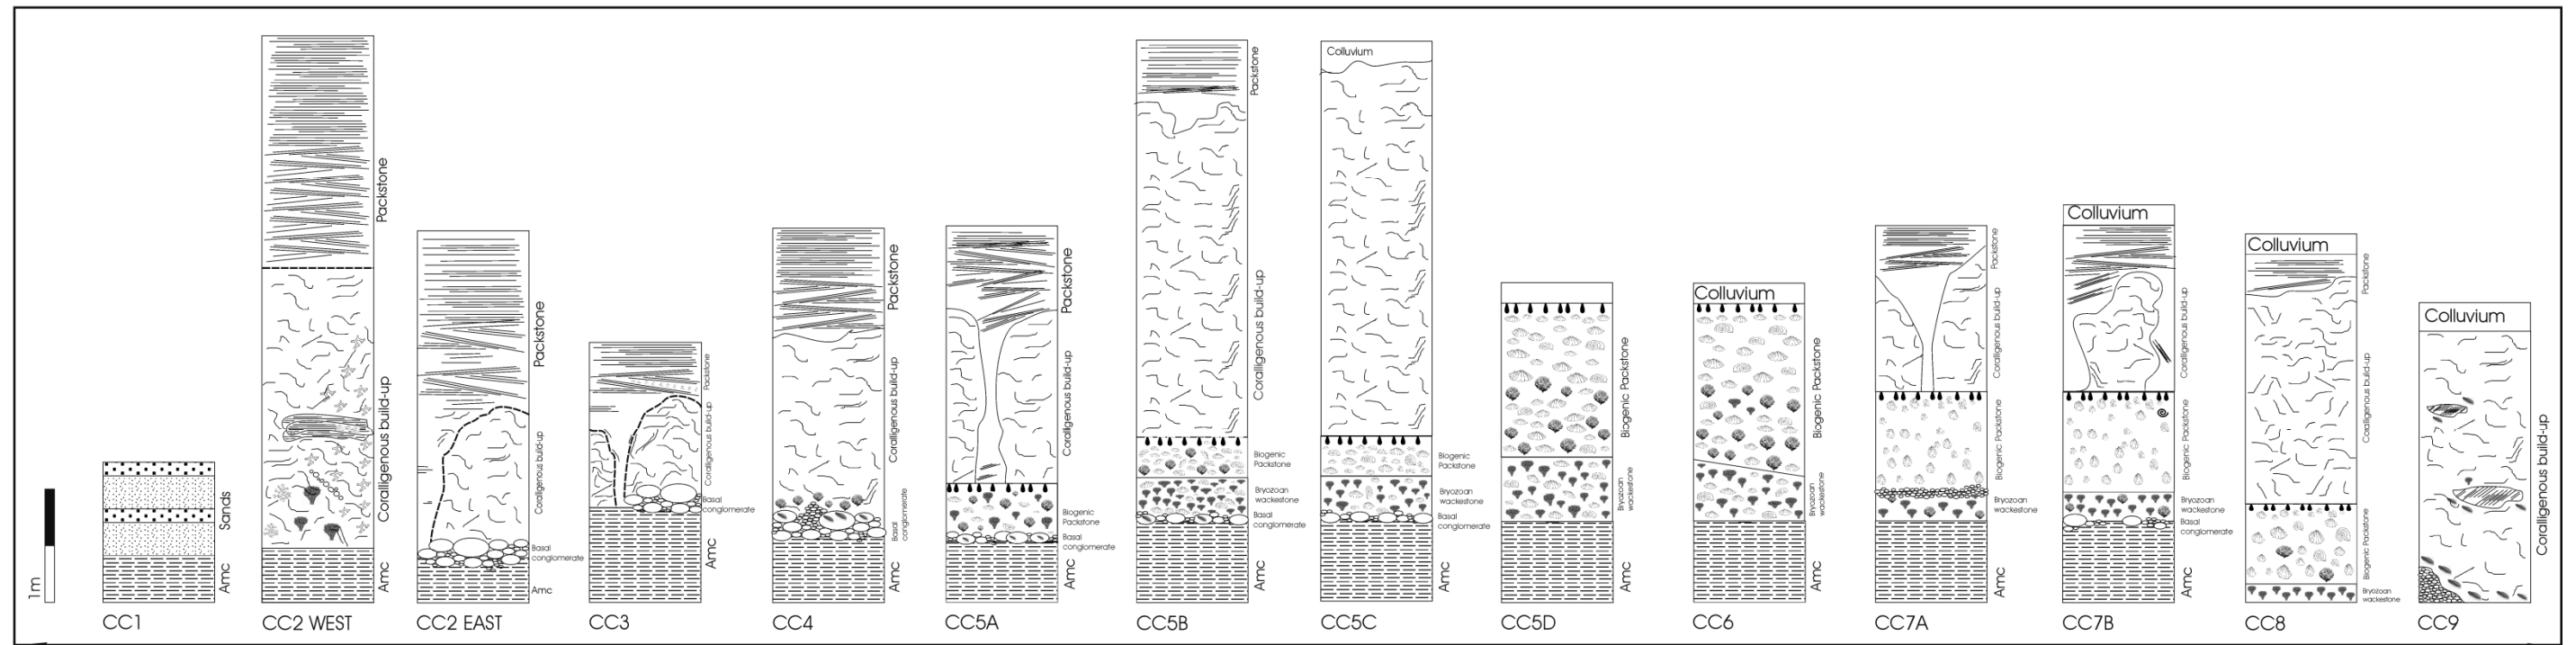 1m
Sands
Amc
CC1
Packstone
Coralligenous build-up
Amc
CC2 WEST
Packstone
Coralligenous build-up
Basal
conglomerate
Amc
CC2 EAST
Packstone
Coralligenous build-up
Basal
conglomerate
Amc
CC3
Packstone
Coralligenous build-up
Basal
conglomerate
Amc
CC4
Packstone
Coralligenous build-up
Biogenic
Packstone
Basal
conglomerate
Amc
CC5A
Packstone
Coralligenous build-up
Biogenic
Packstone
Bryozoan
wackestone
Basal
conglomerate
Amc
CC5B
Colluvium
Biogenic
Packstone
Bryozoan
wackestone
Basal
conglomerate
Amc
CC5C
Biogenic Packstone
Bryozoan
wackestone
Amc
CC5D
Colluvium
Biogenic Packstone
Bryozoan
wackestone
Amc
CC6
Packstone
Coralligenous build-up
Biogenic Packstone
Bryozoan
wackestone
Amc
CC7A
Colluvium
Coralligenous build-up
Biogenic Packstone
Bryozoan
wackestone
Basal
conglomerate
Amc
CC7B
Colluvium
Packstone
Coralligenous build-up
Biogenic Packstone
Bryozoan
wackestone
CC8
Colluvium
Coralligenous build-up
CC9